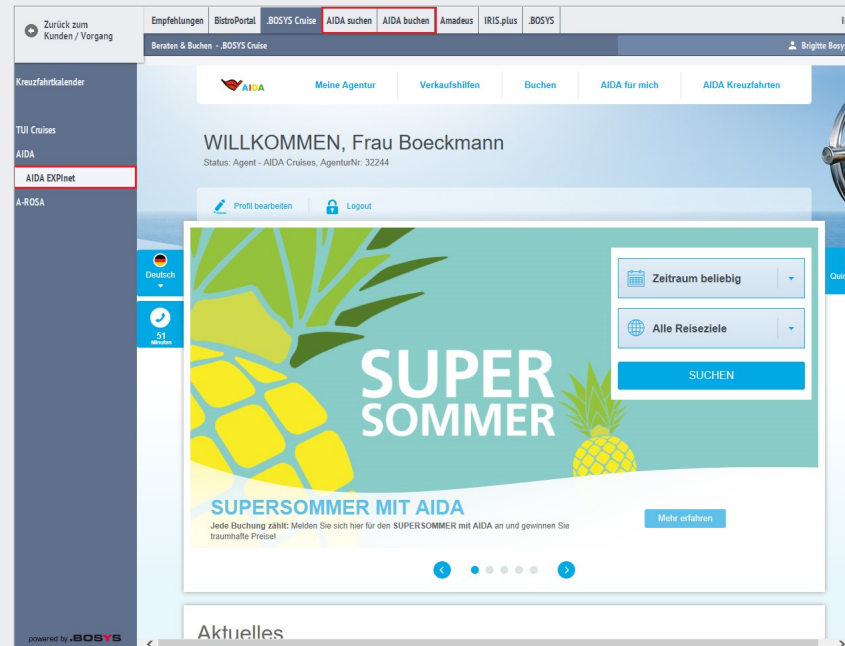 Zurück zum
Kunden / Vorgang
Empfehlungen BistroPortal .BOSYS Cruise AIDA suchen AIDA buchen Amadeus IRIS.plus .BOSYS
Beraten & Buchen - .BOSYS Cruise
Brigitte Bosy
Kreuzfahrtkalender
TUI Cruises
AIDA
AIDA EXPInet
A-ROSA
AIDA Meine Agentur Verkaufshilfen Buchen AIDA für mich AIDA Kreuzfahrten
WILLKOMMEN, Frau Boeckmann
Status: Agent - AIDA Cruises, AgenturNr: 32244
Profil bearbeiten Logout
Deutsch
51
Minuten
Zeitraum beliebig
Alle Reiseziele
SUCHEN
Quic
SUPER
SOMMER
SUPERSOMMER MIT AIDA
Jede Buchung zählt: Melden Sie sich hier für den SUPERSOMMER mit AIDA an und gewinnen Sie
traumhafte Preise!
Mehr erfahren
Aktuelles
powered by .BOSYS